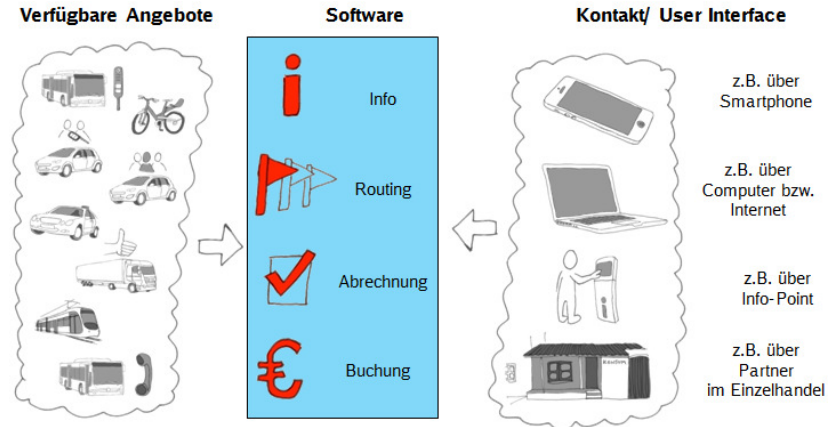 Verfügbare Angebote
Software
Kontakt/ User Interface
Info
Routing
Abrechnung
Buchung
z.B. über
Smartphone
z.B. über
Computer bzw.
Internet
z.B. über
Info-Point
z.B. über
Partner
im Einzelhandel